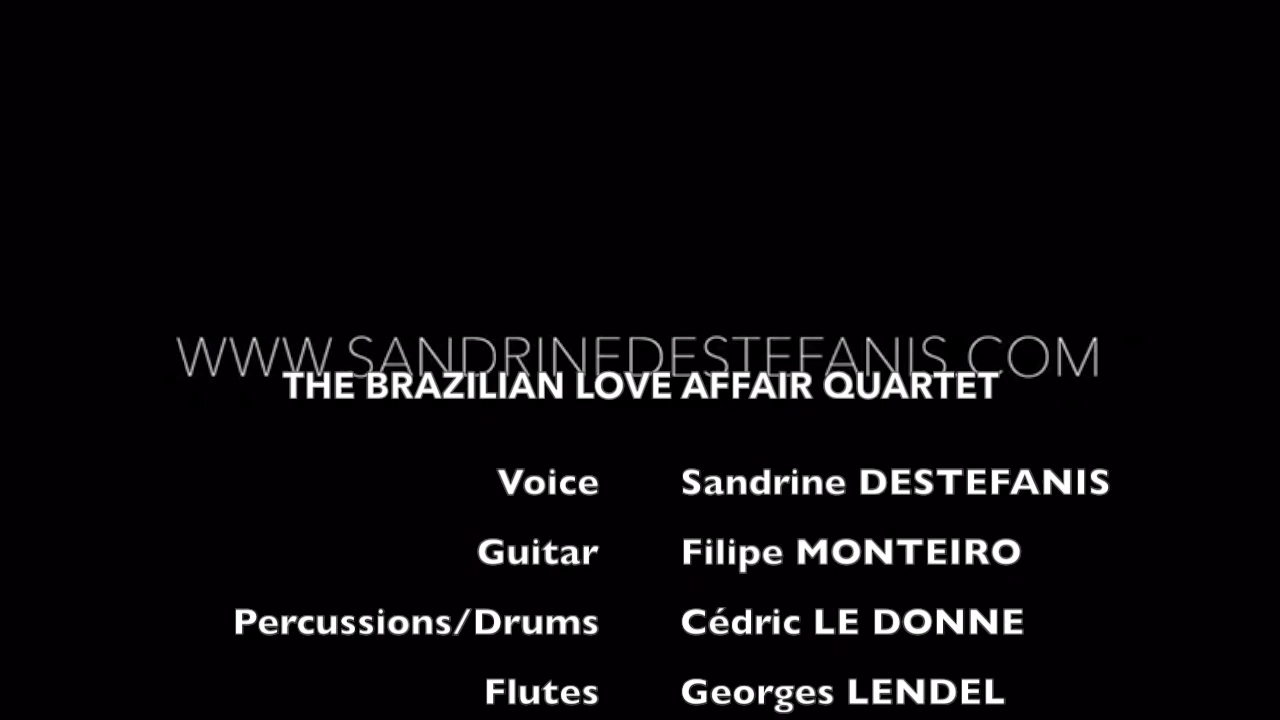 WWW.SANDRINEDESTEFANIS.COM
THE BRAZILIAN LOVE AFFAIR QUARTET
Voice Sandrine DESTEFANIS
Guitar Filipe MONTEIRO
Percussions/Drums Cédric LE DONNE
Flutes Georges LENDEL